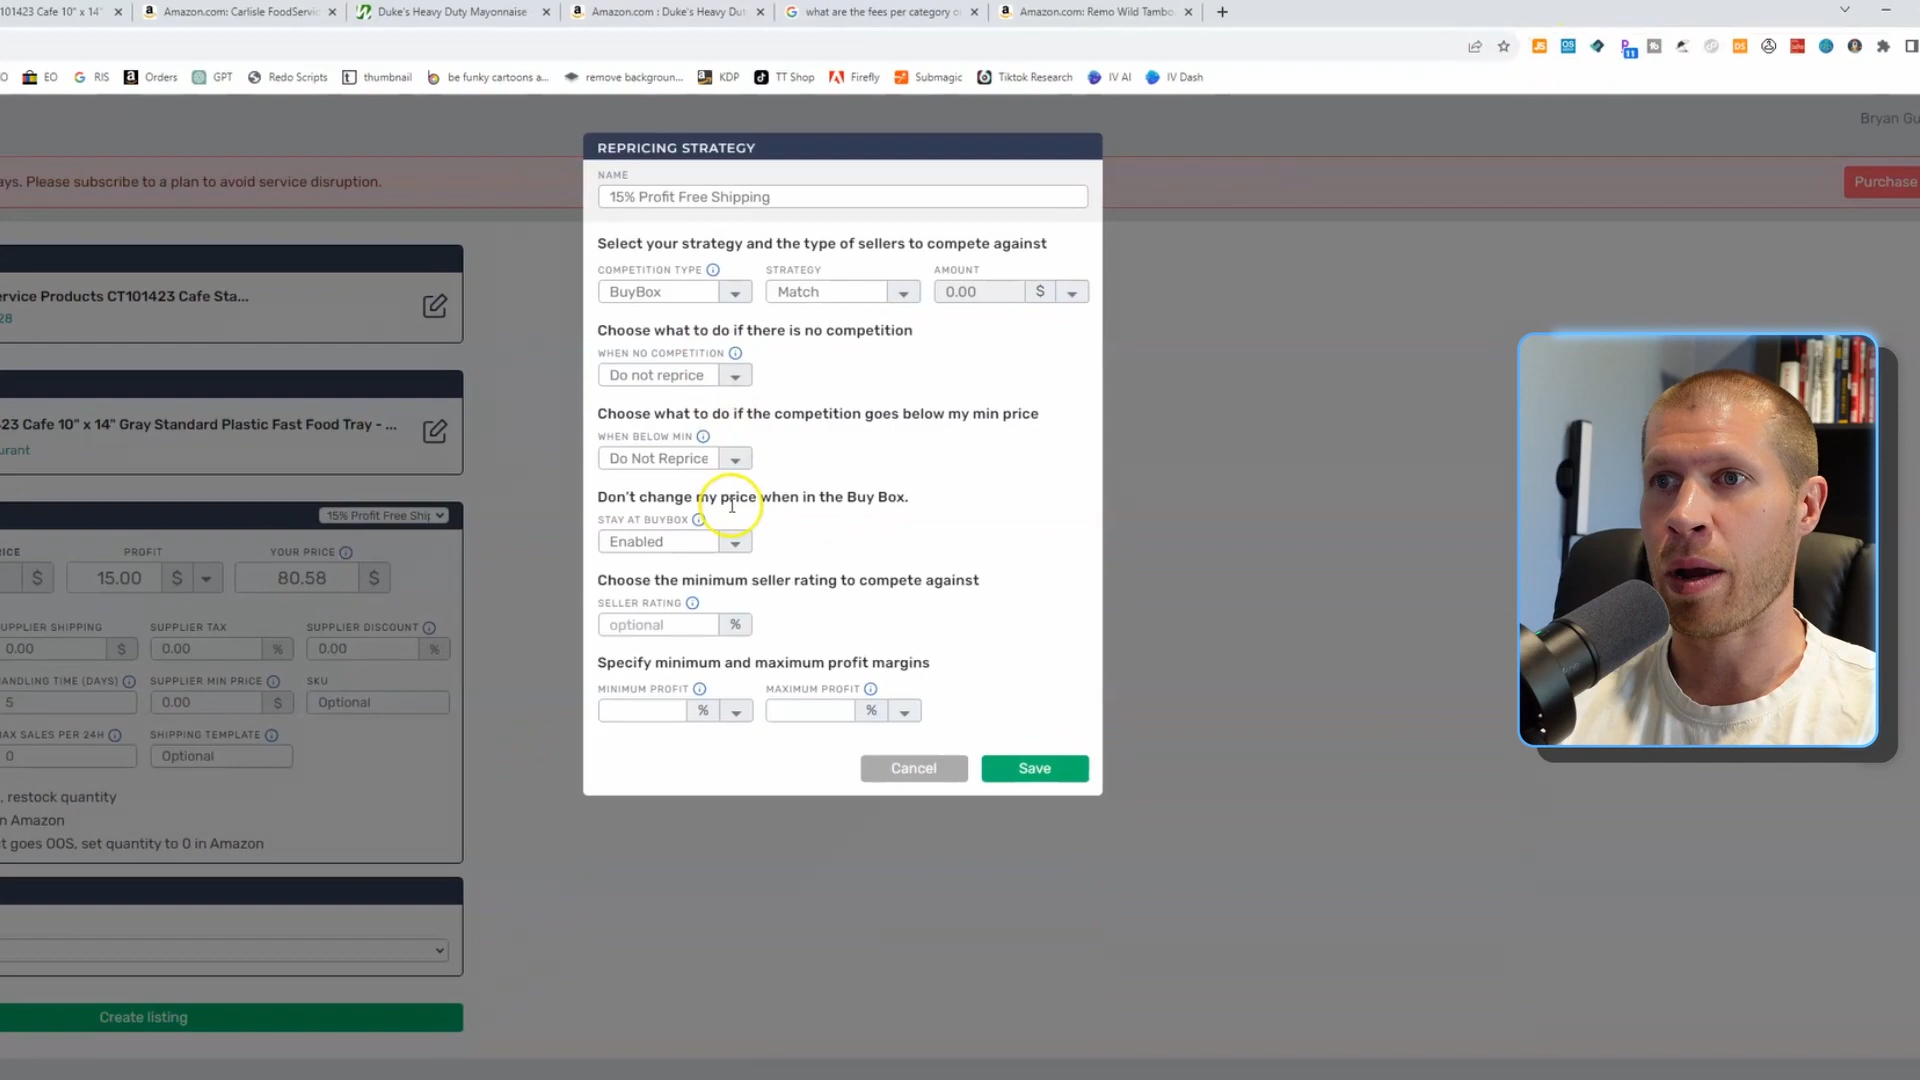 101423 Cafe 10" x 14" Amazon.com: Carlisle FoodServic Duke's Heavy Duty Mayonnaise Amazon.com : Duke's Heavy Dut what are the fees per category o Amazon.com: Remo Wild Tambo
EO RIS Orders GPT Redo Scripts thumbnail be funky cartoons a... remove backgroun... KDP TT Shop Firefly Submagic Tiktok Research IV AI IV Dash
11
Bryan Gu
ays. Please subscribe to a plan to avoid service disruption.
Purchase
ervice Products CT101423 Cafe Sta...
28
23 Cafe 10" x 14" Gray Standard Plastic Fast Food Tray - ...
urant
15% Profit Free Ship
RICE PROFIT YOUR PRICE
$ 15.00 $ 80.58 $
UPPLIER SHIPPING SUPPLIER TAX SUPPLIER DISCOUNT
0.00 $ 0.00 % 0.00 %
HANDLING TIME (DAYS) SUPPLIER MIN PRICE SKU
5 0.00 $ Optional
AX SALES PER 24H SHIPPING TEMPLATE
0 Optional
, restock quantity
n Amazon
t goes OOS, set quantity to 0 in Amazon
Create listing
REPRICING STRATEGY
NAME
15% Profit Free Shipping
Select your strategy and the type of sellers to compete against
COMPETITION TYPE STRATEGY AMOUNT
BuyBox Match 0.00 $
Choose what to do if there is no competition
WHEN NO COMPETITION
Do not reprice
Choose what to do if the competition goes below my min price
WHEN BELOW MIN
Do Not Reprice
Don't change my price when in the Buy Box.
STAY AT BUYBOX
Enabled
Choose the minimum seller rating to compete against
SELLER RATING
optional %
Specify minimum and maximum profit margins
MINIMUM PROFIT MAXIMUM PROFIT
% %
Cancel Save